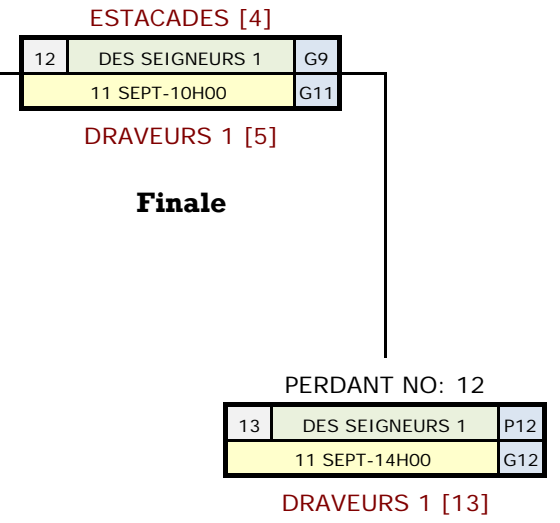 ESTACADES [4]
12 DES SEIGNEURS 1 G9
11 SEPT-10H00 G11
DRAVEURS 1 [5]
Finale
PERDANT NO: 12
13 DES SEIGNEURS 1 P12
11 SEPT-14H00 G12
DRAVEURS 1 [13]